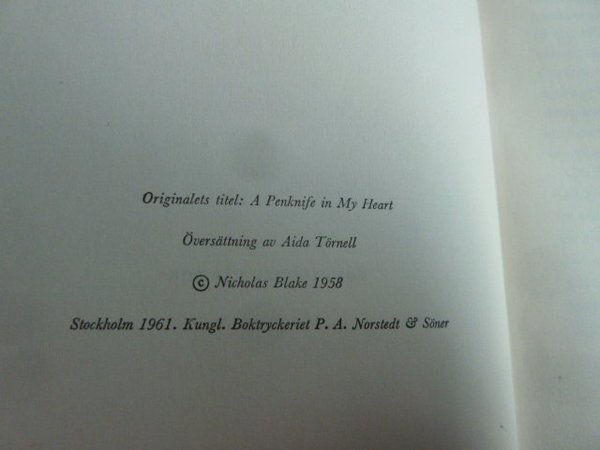 Originalets titel: A Penknife in My Heart
Översättning av Aida Törnell
© Nicholas Blake 1958
Stockholm 1961. Kungl. Boktryckeriet P. A. Norstedt & Söner